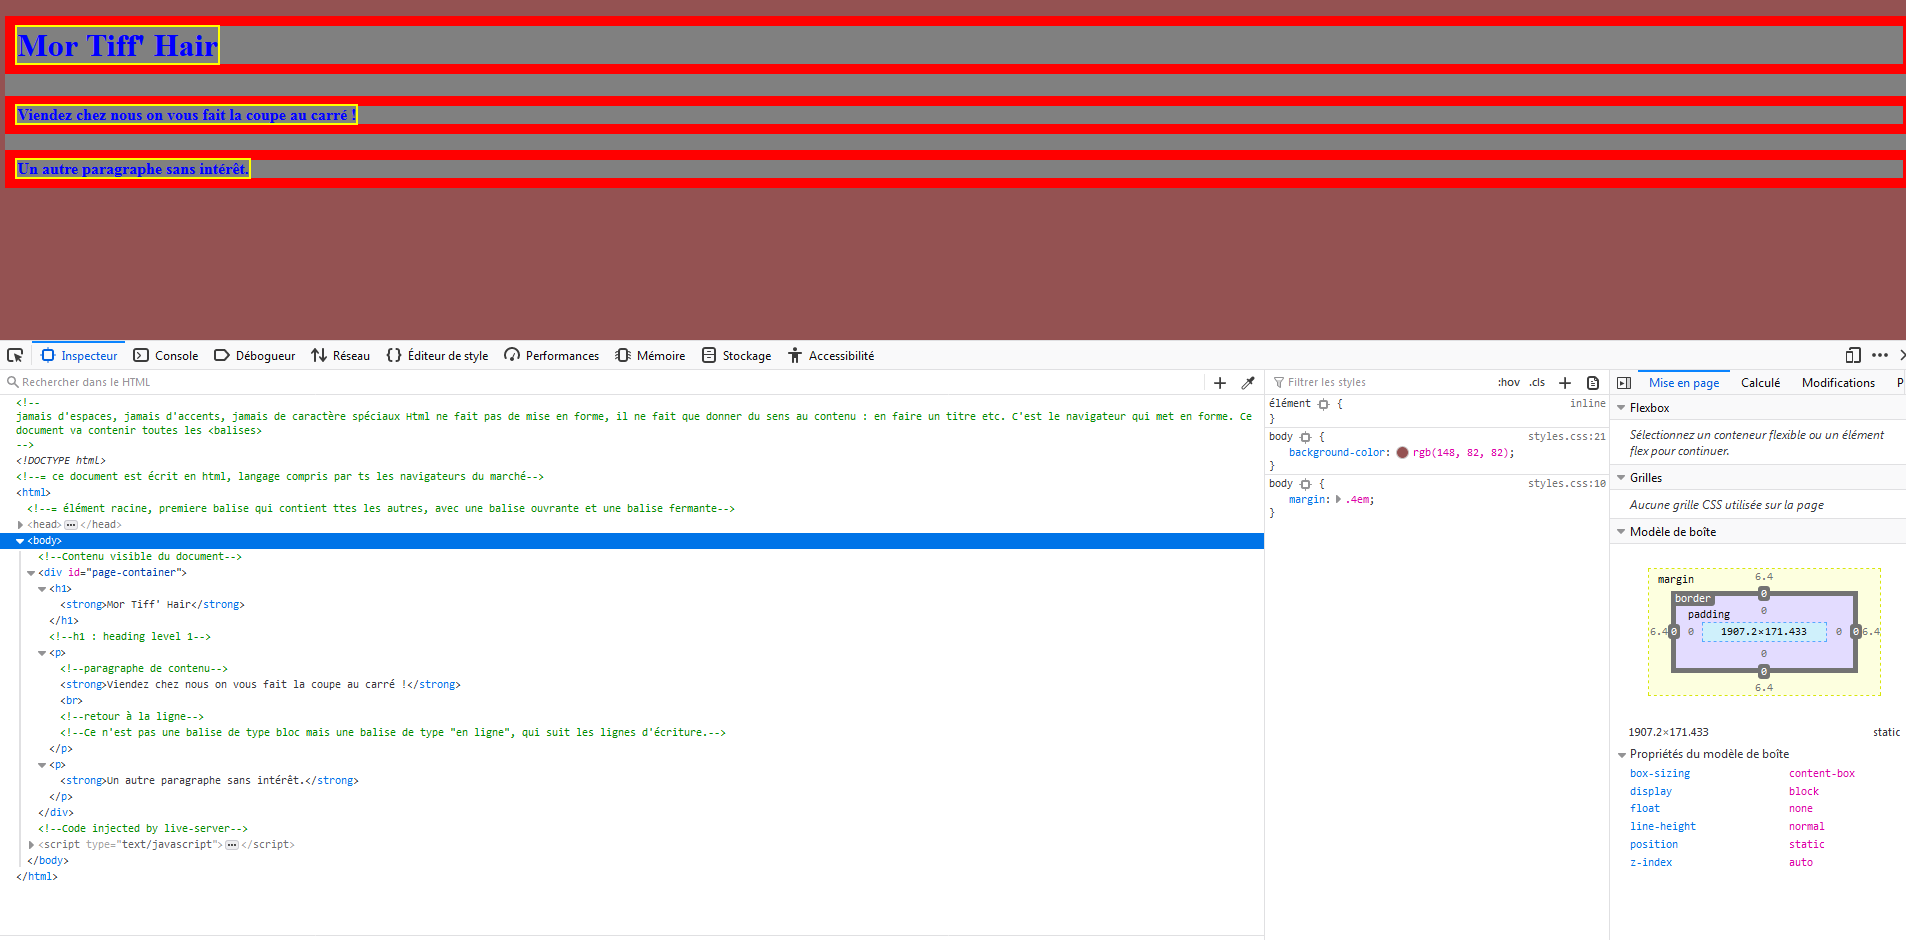 Mor Tiff' Hair
Viendez chez nous on vous fait la coupe au carré !
Un autre paragraphe sans intérêt.
Inspecteur Console Débogueur Réseau {} Éditeur de style Performances Mémoire Stockage Accessibilité
Rechercher dans le HTML
<!--
jamais d'espaces, jamais d'accents, jamais de caractère spéciaux Html ne fait pas de mise en forme, il ne fait que donner du sens au contenu : en faire un titre etc. C'est le navigateur qui met en forme. Ce
document va contenir toutes les <balises>
-->
<!DOCTYPE html>
<!--= ce document est écrit en html, langage compris par ts les navigateurs du marché-->
<html>
<!--= élément racine, premiere balise qui contient ttes les autres, avec une balise ouvrante et une balise fermante-->
<head>···</head>
<body>
<!--Contenu visible du document-->
<div id="page-container">
<h1>
<strong>Mor Tiff' Hair</strong>
</h1>
<!--h1 : heading level 1-->
<p>
<!--paragraphe de contenu-->
<strong>Viendez chez nous on vous fait la coupe au carré !</strong>
<br>
<!--retour à la ligne-->
<!--Ce n'est pas une balise de type bloc mais une balise de type "en ligne", qui suit les lignes d'écriture.-->
</p>
<p>
<strong>Un autre paragraphe sans intérêt.</strong>
</p>
</div>
<!--Code injected by live-server-->
<script type="text/javascript">···</script>
</body>
</html>
Filtrer les styles :hov .cls +
élément { inline
}
body { styles.css:21
background-color: rgb(148, 82, 82);
}
body { styles.css:10
margin: .4em;
}
Mise en page Calculé Modifications P
Flexbox
Sélectionnez un conteneur flexible ou un élément
flex pour continuer.
Grilles
Aucune grille CSS utilisée sur la page
Modèle de boîte
margin 6.4
border 0
padding 0
6.4 0 0 1907.2×171.433 0 0 6.4
0
0
6.4
1907.2×171.433 static
Propriétés du modèle de boîte
box-sizing content-box
display block
float none
line-height normal
position static
z-index auto